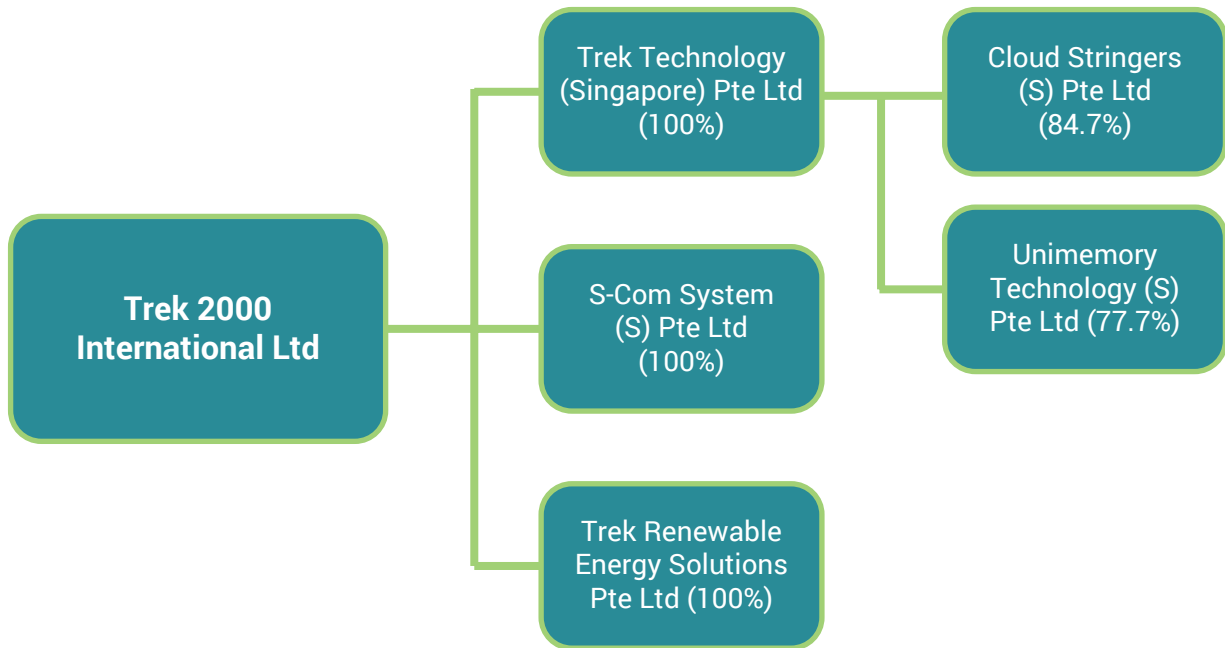 Trek 2000
International Ltd
Trek Technology
(Singapore) Pte Ltd
(100%)
S-Com System
(S) Pte Ltd
(100%)
Trek Renewable
Energy Solutions
Pte Ltd (100%)
Cloud Stringers
(S) Pte Ltd
(84.7%)
Unimemory
Technology (S)
Pte Ltd (77.7%)